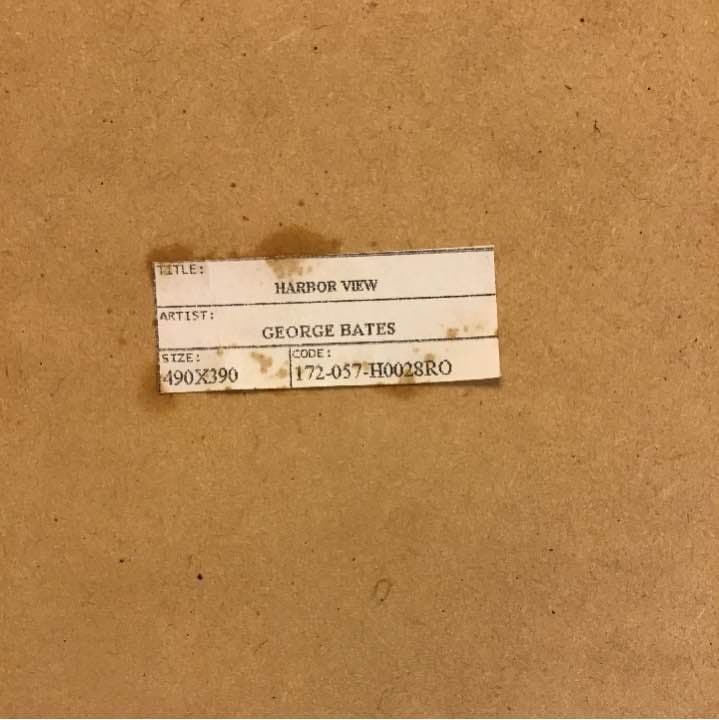 TITLE:
HARBOR VIEW
ARTIST:
GEORGE BATES
SIZE: CODE:
490X390 172-057-H0028RO